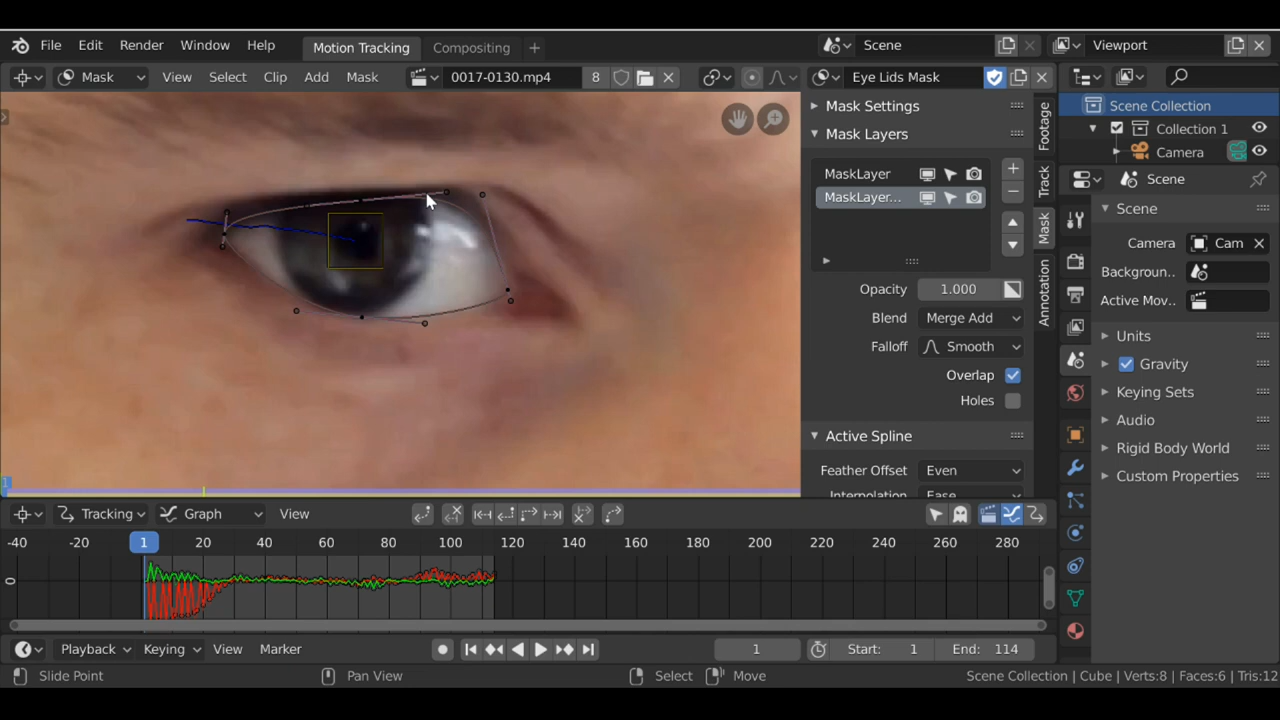 File Edit Render Window Help Motion Tracking Compositing + Scene Viewport
Mask View Select Clip Add Mask 0017-0130.mp4 8 Eye Lids Mask
Mask Settings
Mask Layers
MaskLayer
MaskLayer...
Opacity 1.000
Blend Merge Add
Falloff Smooth
Overlap
Holes
Active Spline
Feather Offset Even
Interpolation Ease
Footage
Track
Mask
Annotation
Scene Collection
Collection 1
Camera
Scene
Scene
Camera Cam
Backgroun..
Active Mov..
Units
Gravity
Keying Sets
Audio
Rigid Body World
Custom Properties
1
Tracking Graph View
-40 -20 1 20 40 60 80 100 120 140 160 180 200 220 240 260 280
0
Playback Keying View Marker 1 Start: 1 End: 114
Slide Point Pan View Select Move Scene Collection | Cube | Verts:8 | Faces:6 | Tris:12